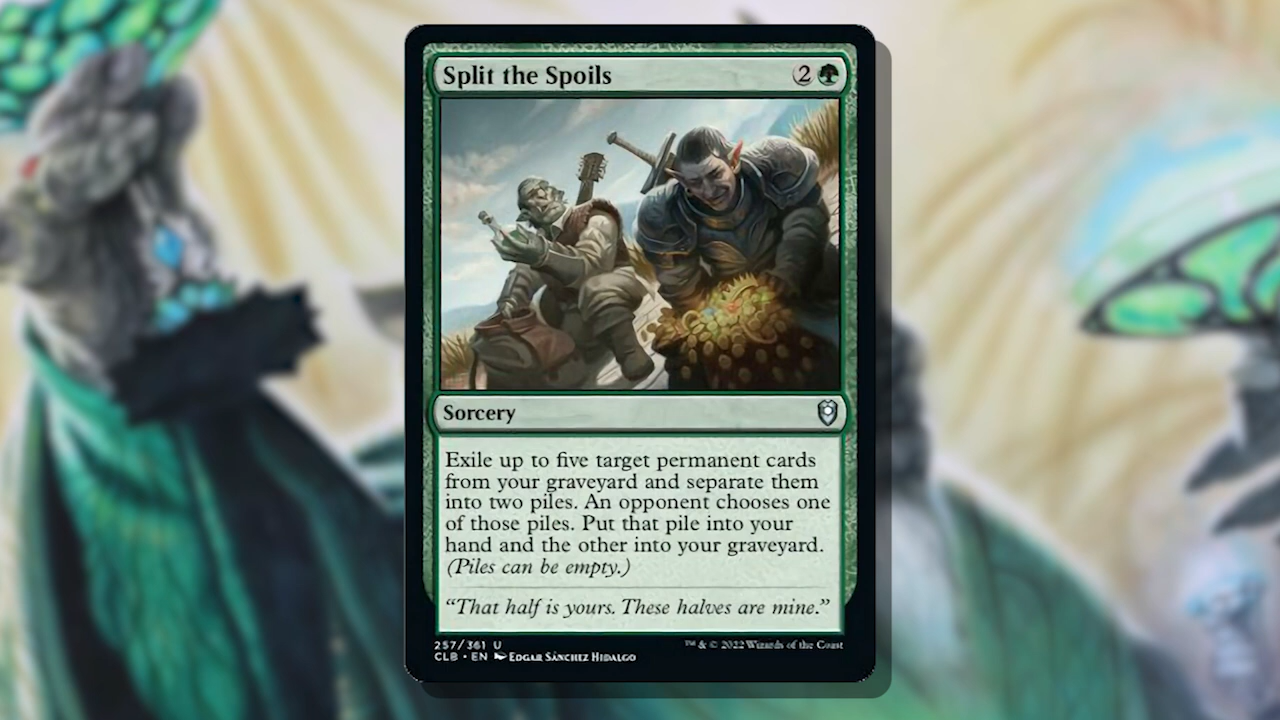 Split the Spoils 2
Sorcery
Exile up to five target permanent cards
from your graveyard and separate them
into two piles. An opponent chooses one
of those piles. Put that pile into your
hand and the other into your graveyard.
(Piles can be empty.)
“That half is yours. These halves are mine.”
257/361 U
™ & © 2022 Wizards of the Coast
CLB • EN Edgar Sánchez Hidalgo